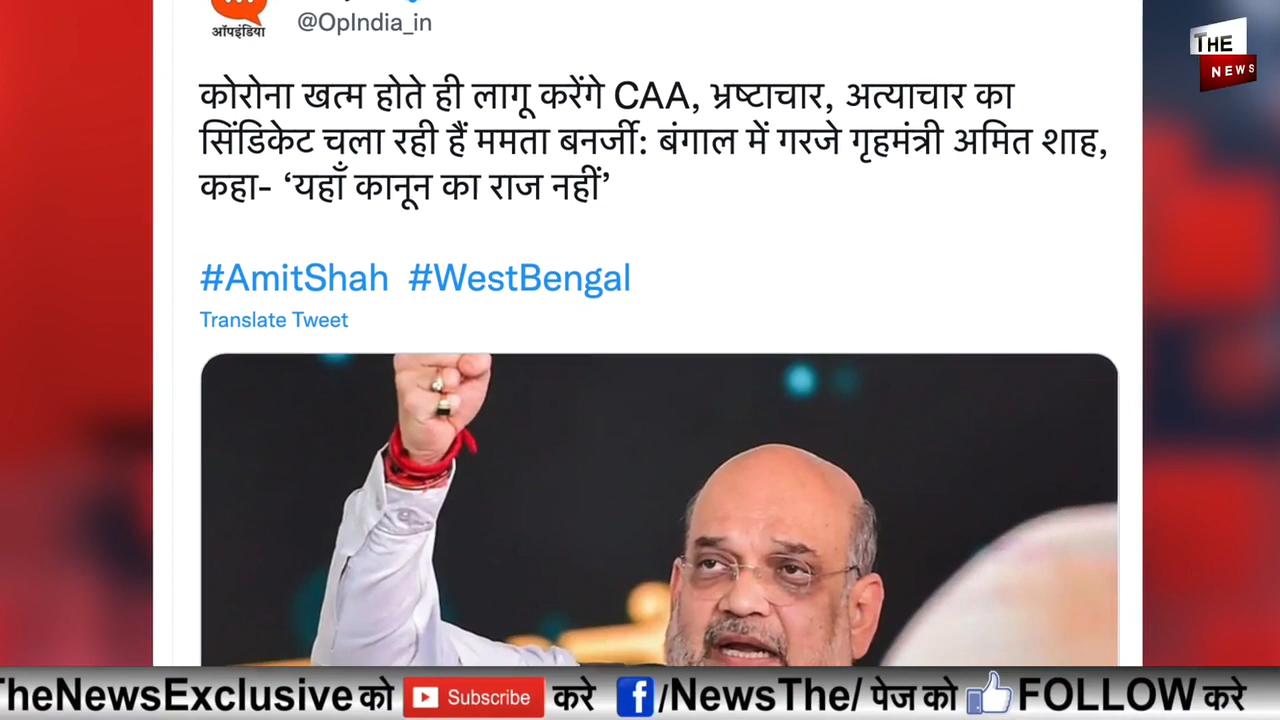 ऑपइंडिया
@OpIndia_in
THE
NEWS
कोरोना खत्म होते ही लागू करेंगे CAA, भ्रष्टाचार, अत्याचार का
सिंडिकेट चला रही हैं ममता बनर्जी: बंगाल में गरजे गृहमंत्री अमित शाह,
कहा- ‘यहाँ कानून का राज नहीं’
#AmitShah #WestBengal
Translate Tweet
TheNewsExclusive को Subscribe करे f/NewsThe/ पेज को FOLLOW करे